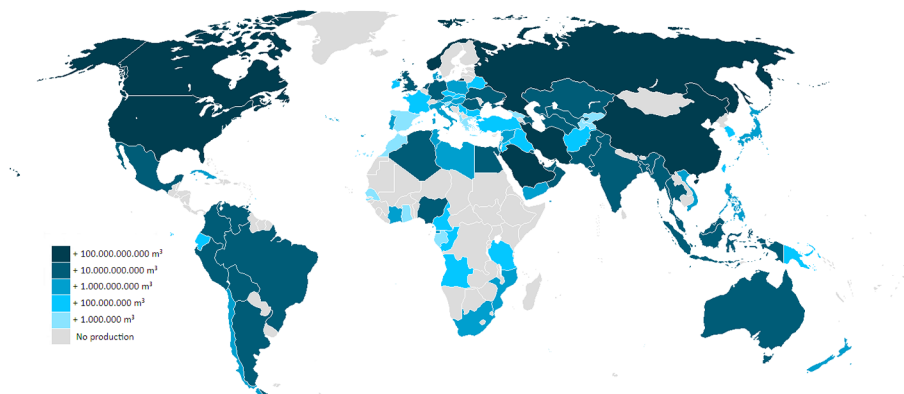 + 100.000.000.000 m³
+ 10.000.000.000 m³
+ 1.000.000.000 m³
+ 100.000.000 m³
+ 1.000.000 m³
No production